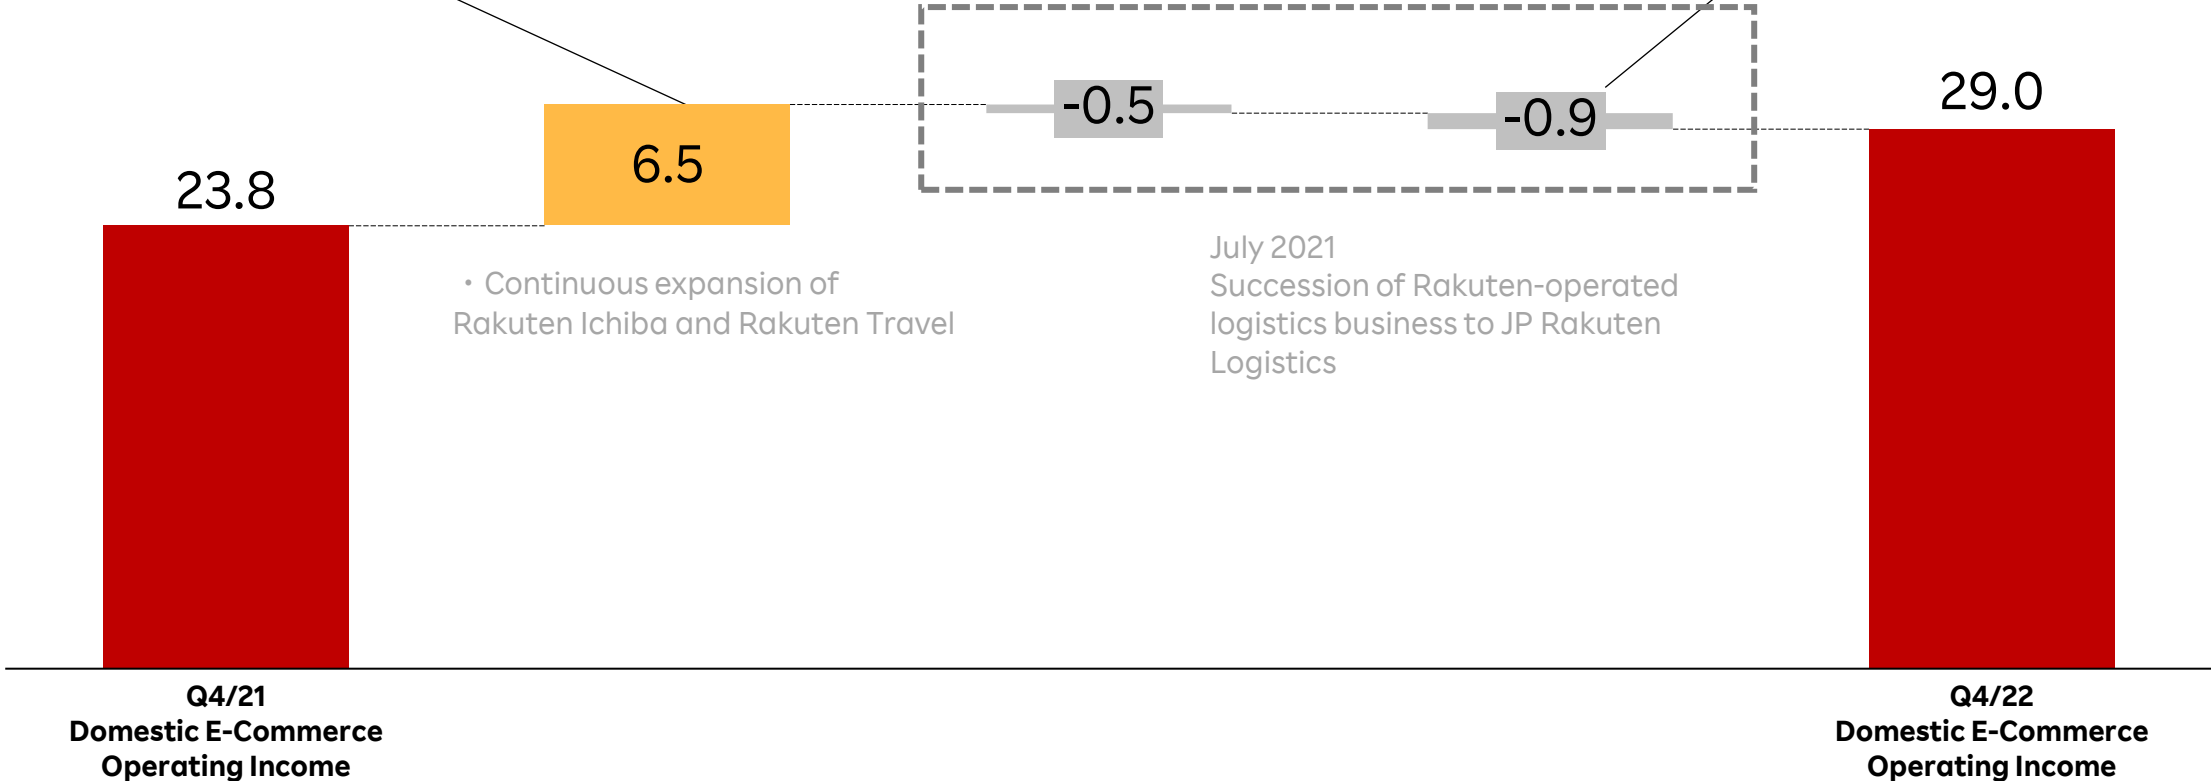 23.8
6.5
-0.5
-0.9
29.0
・Continuous expansion of
Rakuten Ichiba and Rakuten Travel
July 2021
Succession of Rakuten-operated
logistics business to JP Rakuten
Logistics
Q4/21
Domestic E-Commerce
Operating Income
Q4/22
Domestic E-Commerce
Operating Income